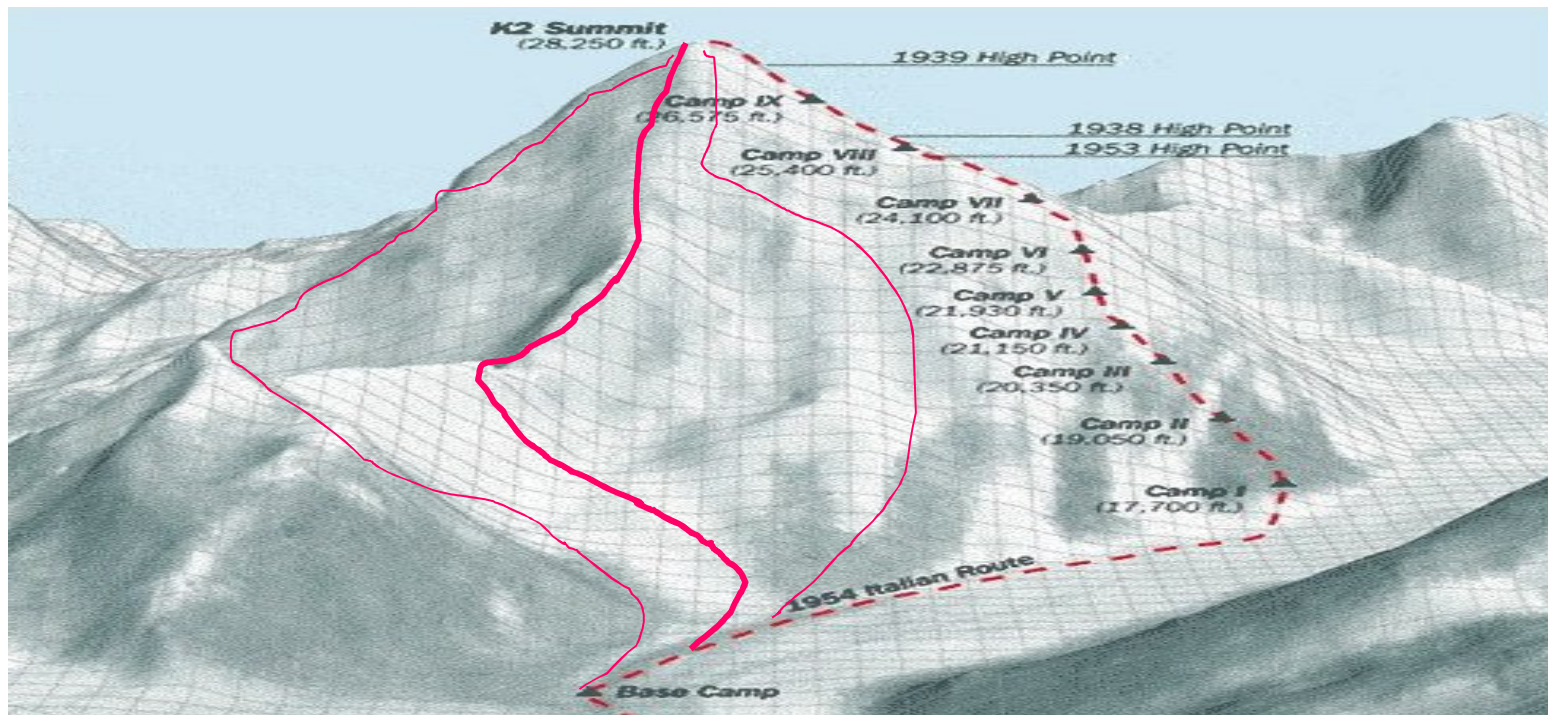 K2 Summit
(28,250 ft.)
1939 High Point
Camp IX
(26,575 ft.)
1938 High Point
1953 High Point
Camp VIII
(25,400 ft.)
Camp VII
(24,100 ft.)
Camp VI
(22,875 ft.)
Camp V
(21,930 ft.)
Camp IV
(21,150 ft.)
Camp III
(20,350 ft.)
Camp II
(19,050 ft.)
Camp I
(17,700 ft.)
1954 Italian Route
Base Camp